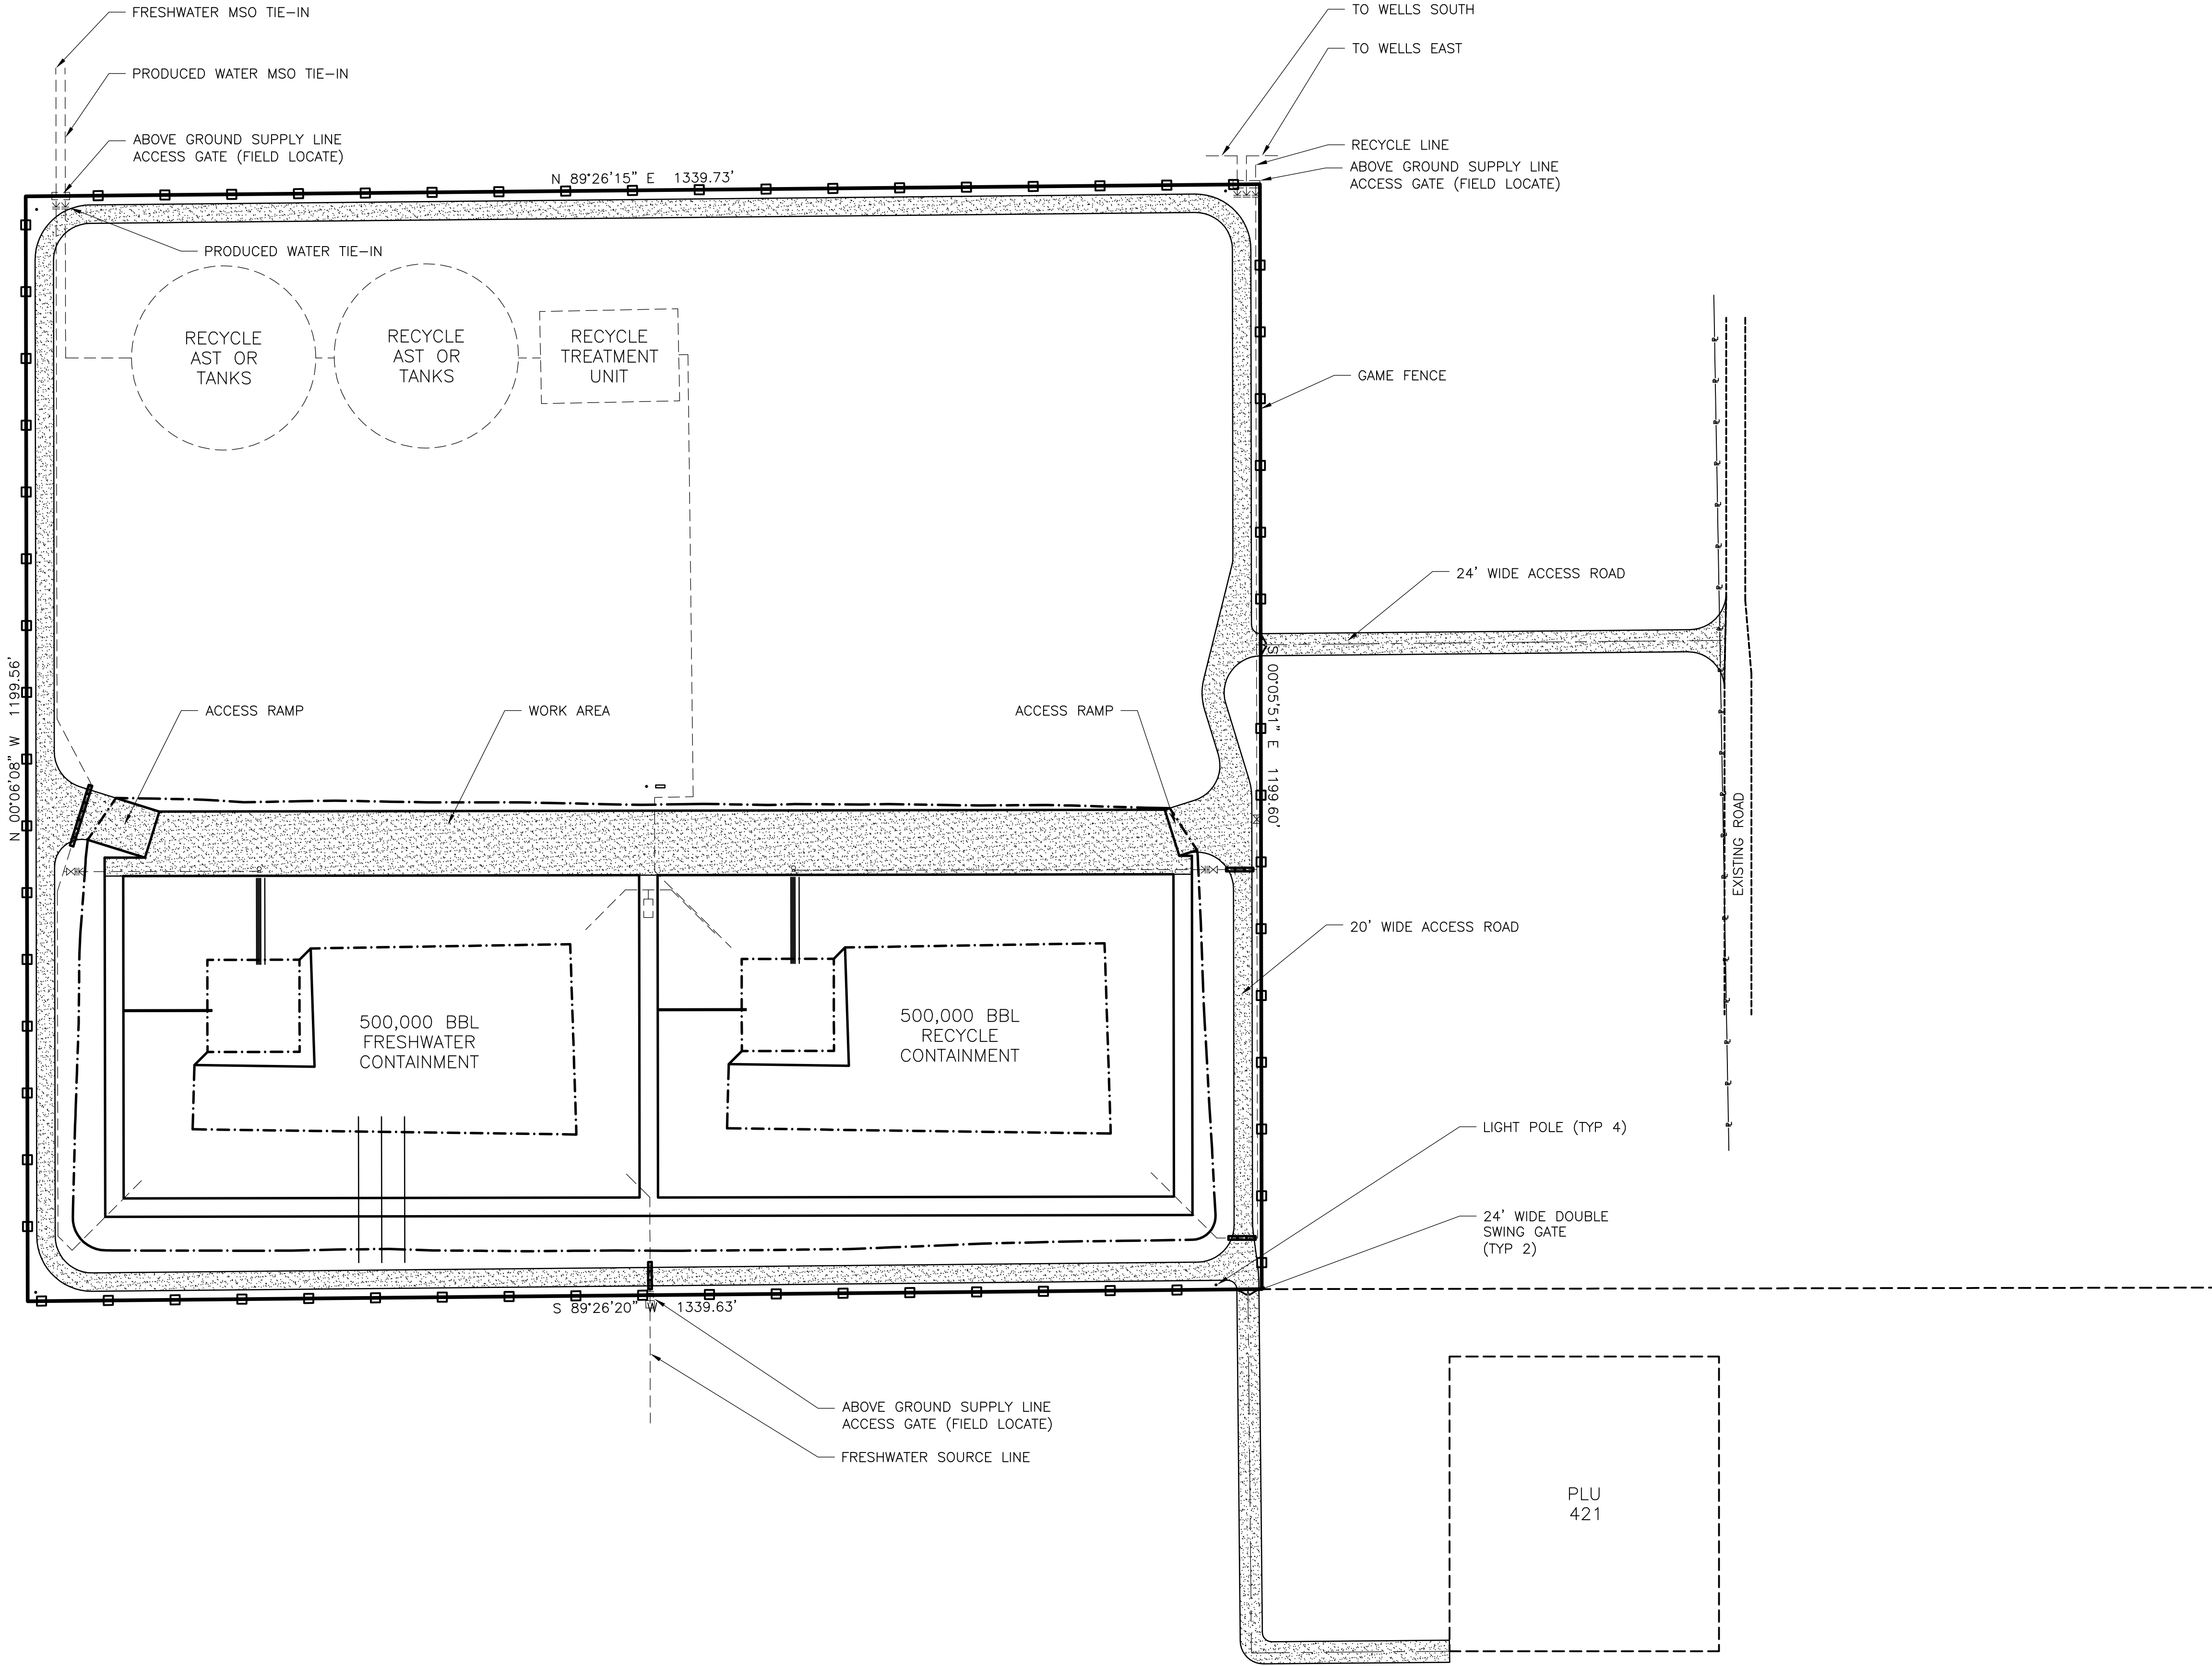 FRESHWATER MSO TIE-IN
TO WELLS SOUTH
TO WELLS EAST
PRODUCED WATER MSO TIE-IN
ABOVE GROUND SUPPLY LINE
ACCESS GATE (FIELD LOCATE)
RECYCLE LINE
ABOVE GROUND SUPPLY LINE
ACCESS GATE (FIELD LOCATE)
N 89°26'15" E 1339.73'
PRODUCED WATER TIE-IN
RECYCLE
AST OR
TANKS
RECYCLE
AST OR
TANKS
RECYCLE
TREATMENT
UNIT
GAME FENCE
24' WIDE ACCESS ROAD
N 00°06'08" W 1199.56'
S 00°05'51" E 1199.60'
ACCESS RAMP
WORK AREA
ACCESS RAMP
EXISTING ROAD
20' WIDE ACCESS ROAD
500,000 BBL
FRESHWATER
CONTAINMENT
500,000 BBL
RECYCLE
CONTAINMENT
LIGHT POLE (TYP 4)
24' WIDE DOUBLE
SWING GATE
(TYP 2)
S 89°26'20" W 1339.63'
ABOVE GROUND SUPPLY LINE
ACCESS GATE (FIELD LOCATE)
FRESHWATER SOURCE LINE
PLU
421